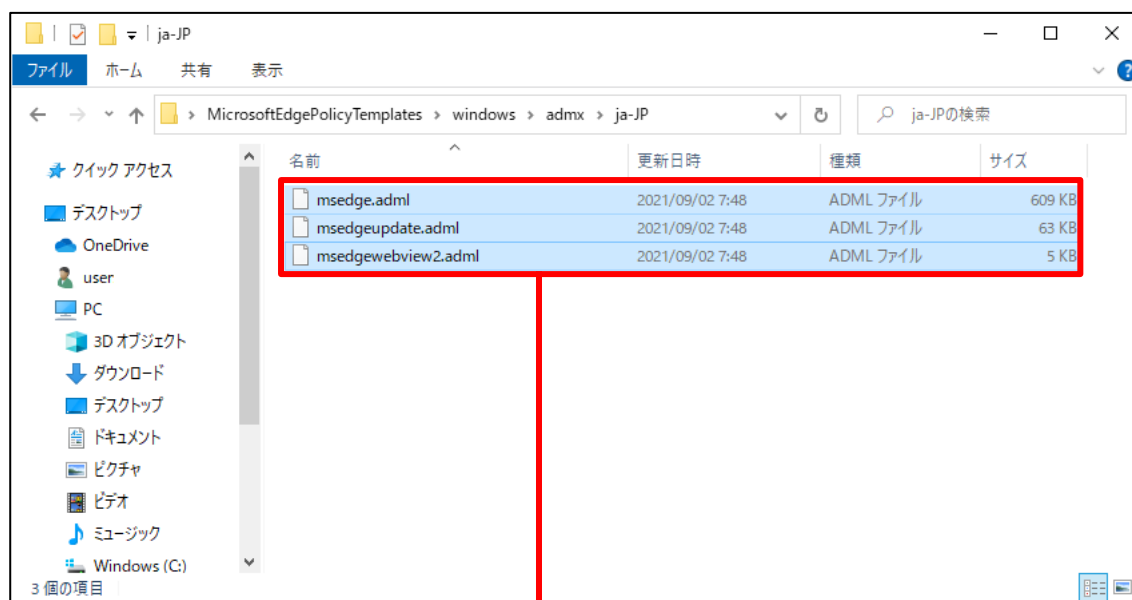 ja-JP
ファイル ホーム 共有 表示
MicrosoftEdgePolicyTemplates > windows > admx > ja-JP ja-JPの検索
クイック アクセス
デスクトップ
OneDrive
user
PC
3D オブジェクト
ダウンロード
デスクトップ
ドキュメント
ピクチャ
ビデオ
ミュージック
Windows (C:)
名前 更新日時 種類 サイズ
msedge.adml 2021/09/02 7:48 ADML ファイル 609 KB
msedgeupdate.adml 2021/09/02 7:48 ADML ファイル 63 KB
msedgewebview2.adml 2021/09/02 7:48 ADML ファイル 5 KB
3 個の項目